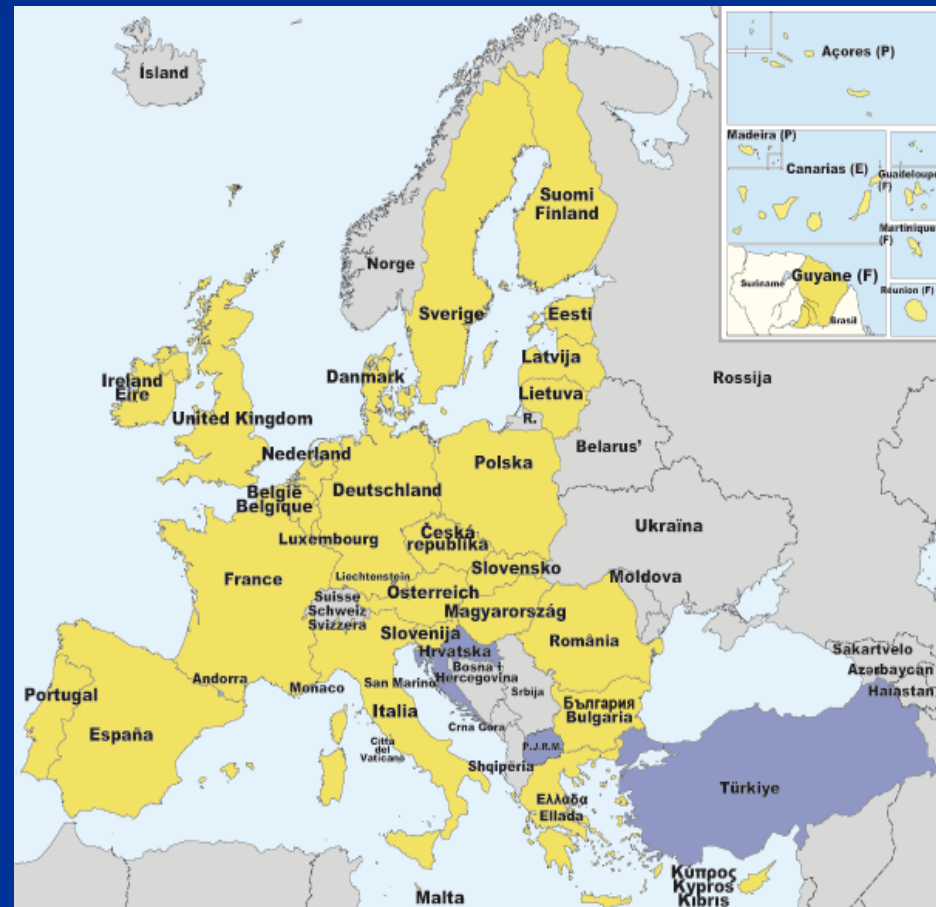 Ísland
Açores (P)
Madeira (P)
Canarias (E)
Guadeloupe
(F)
Martinique
(F)
Guyane (F)
Suriname
Brasil
Réunion (F)
Suomi
Finland
Norge
Sverige
Eesti
Latvija
Lietuva
R.
Danmark
Rossija
Ireland
Eire
United Kingdom
Nederland
Belarus'
Polska
België
Belgique
Deutschland
Luxembourg
Česká
republika
Ukraïna
Slovensko
France
Liechtenstein
Moldova
Österreich
Suisse
Schweiz
Svizzera
Magyarország
Slovenija
România
Hrvatska
Bosna i
Hercegovina
Srbija
Sakartvelo
Azərbaycan
Haïastan
Andorra
Monaco
San Marino
Portugal
España
Italia
Città
del
Vaticano
Crna Gora
България
Bulgaria
P.J.R.M.
Shqipëria
Türkiye
Ελλάδα
Ellada
Κύπρος
Kypros
Kıbrıs
Malta